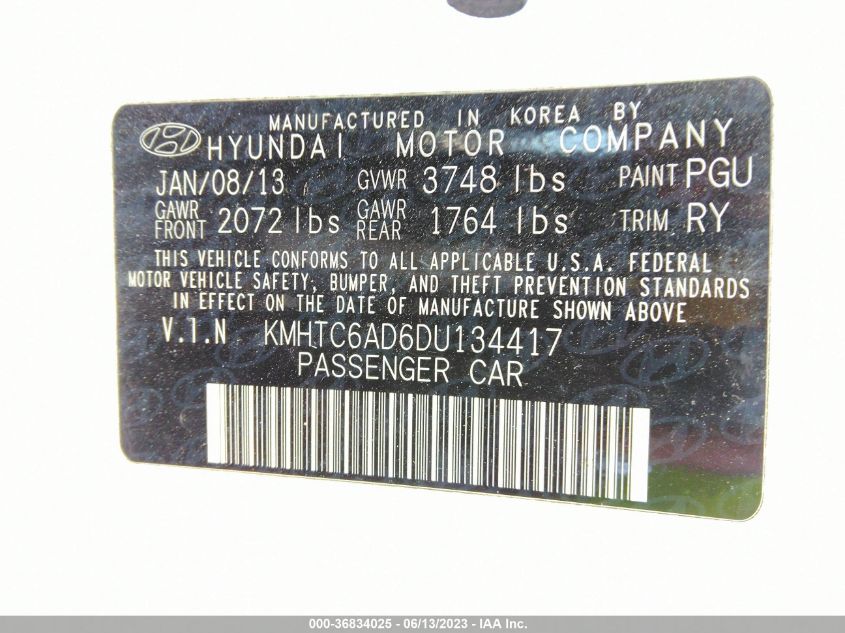 MANUFACTURED IN KOREA BY
HYUNDAI MOTOR COMPANY
JAN/08/13 GVWR 3748 lbs PAINT PGU
GAWR FRONT 2072 lbs GAWR REAR 1764 lbs TRIM RY
THIS VEHICLE CONFORMS TO ALL APPLICABLE U.S.A. FEDERAL
MOTOR VEHICLE SAFETY, BUMPER, AND THEFT PREVENTION STANDARDS
IN EFFECT ON THE DATE OF MANUFACTURE SHOWN ABOVE
V.I.N KMHTC6AD6DU134417
PASSENGER CAR
000-36834025 - 06/13/2023 - IAA Inc.